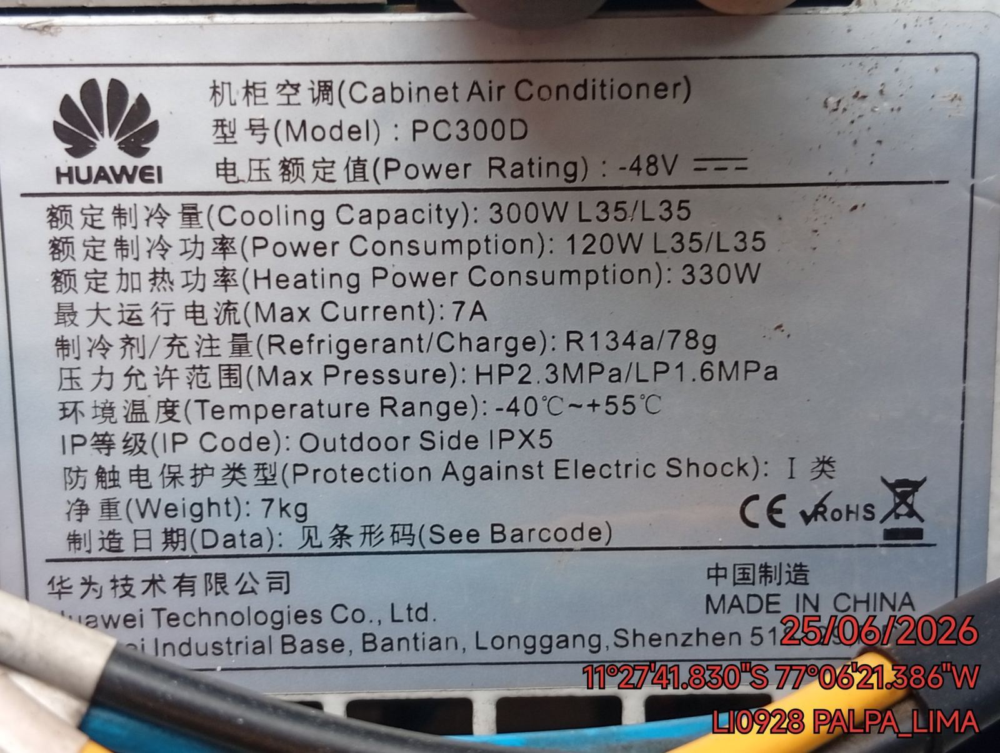 HUAWEI
机柜空调(Cabinet Air Conditioner)
型号(Model) : PC300D
电压额定值(Power Rating) : -48V
额定制冷量(Cooling Capacity): 300W L35/L35
额定制冷功率(Power Consumption): 120W L35/L35
额定加热功率(Heating Power Consumption): 330W
最大运行电流(Max Current): 7A
制冷剂/充注量(Refrigerant/Charge): R134a/78g
压力允许范围(Max Pressure): HP2.3MPa/LP1.6MPa
环境温度(Temperature Range): -40℃~+55℃
IP等级(IP Code): Outdoor Side IPX5
防触电保护类型(Protection Against Electric Shock): I 类
净重(Weight): 7kg
CE RoHS
制造日期(Data): 见条形码(See Barcode)
华为技术有限公司
中国制造
Huawei Technologies Co., Ltd.
MADE IN CHINA
Industrial Base, Bantian, Longgang, Shenzhen
25/06/2026
11°27'41.830"S 77°06'21.386"W
LI0928 PALPA_LIMA